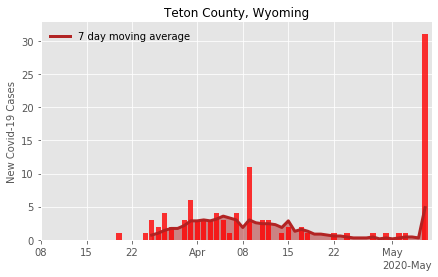 Teton County, Wyoming
7 day moving average
New Covid-19 Cases
30
25
20
15
10
5
0
08 15 22 Apr 08 15 22 May
2020-May